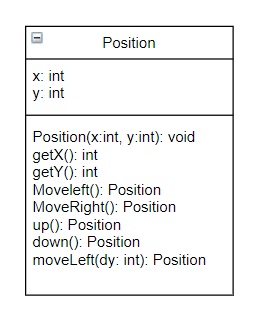 Position
x: int
y: int
Position(x:int, y:int): void
getX(): int
getY(): int
Moveleft(): Position
MoveRight(): Position
up(): Position
down(): Position
moveLeft(dy: int): Position